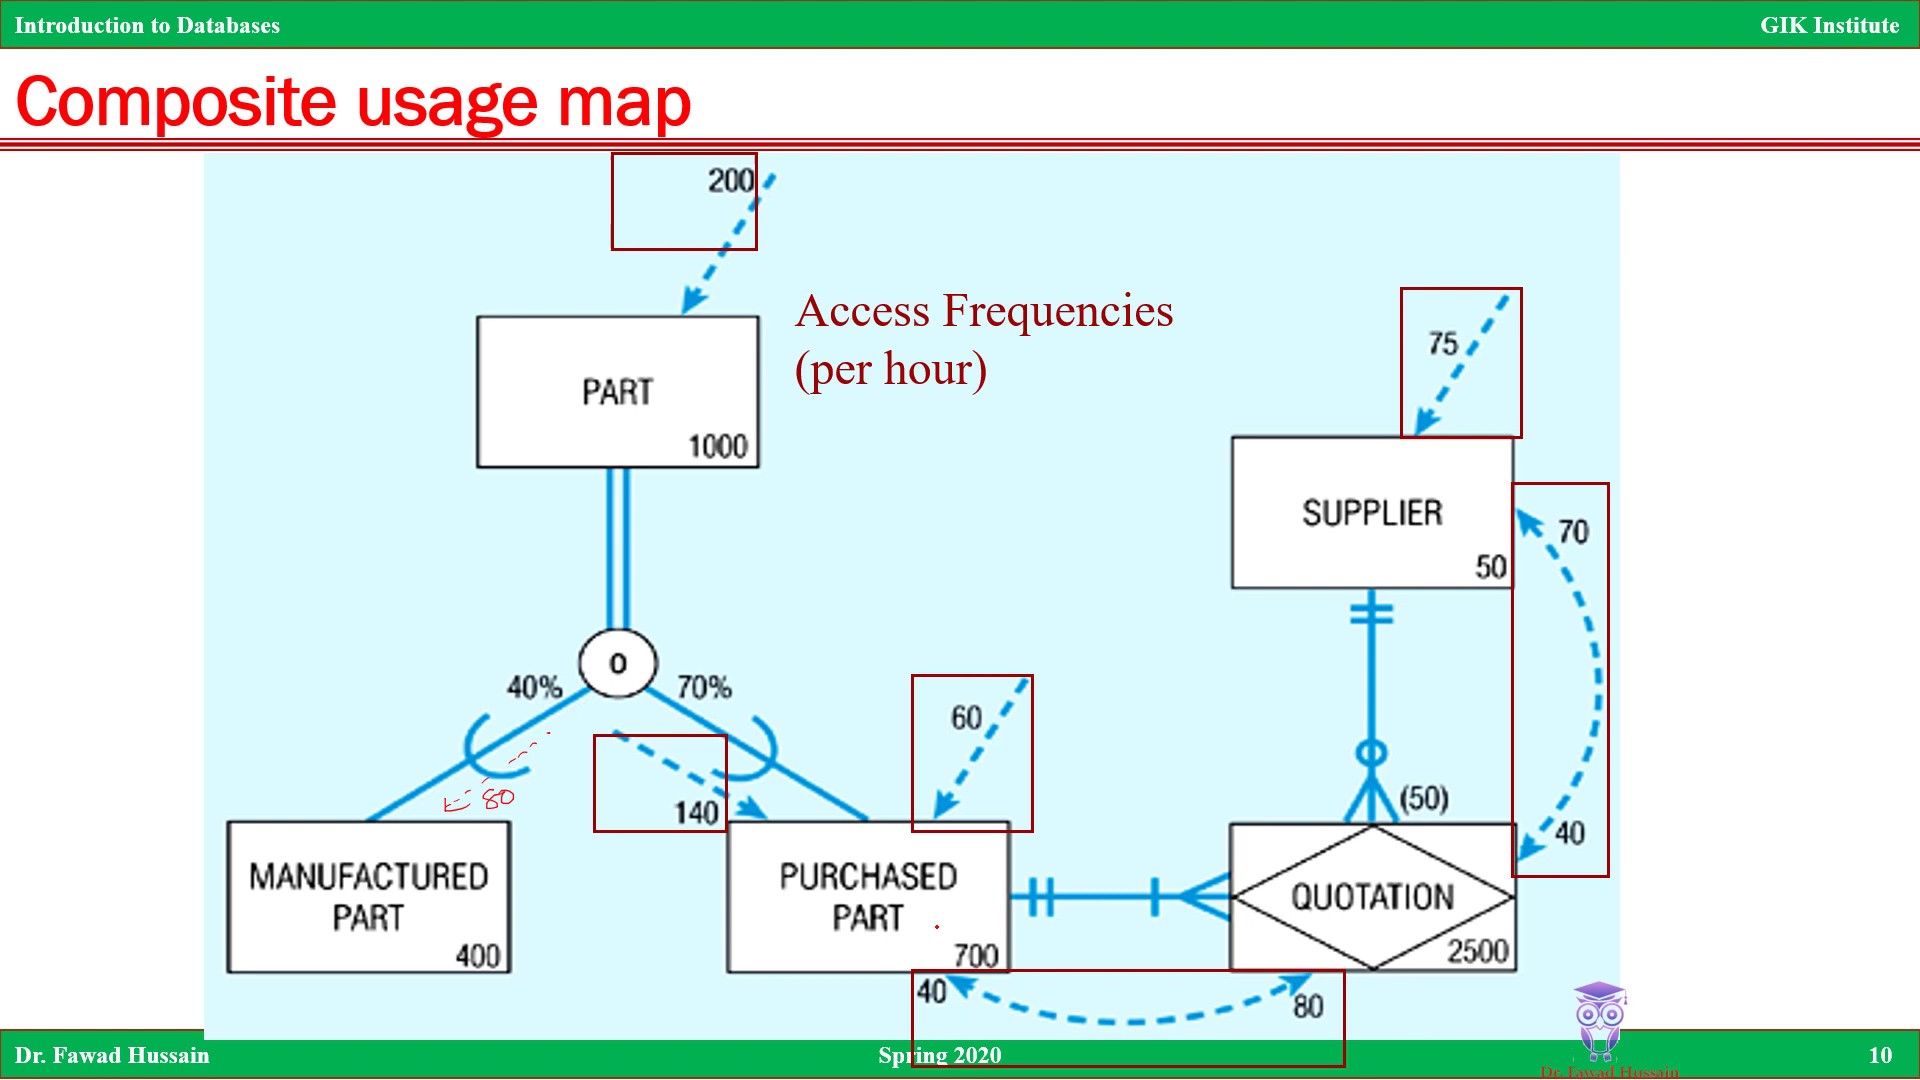 Introduction to Databases
GIK Institute
Composite usage map
200
Access Frequencies
(per hour)
75
PART
1000
SUPPLIER
50
70
O
40%
70%
60
80
140
(50)
40
MANUFACTURED
PART
400
PURCHASED
PART
700
QUOTATION
2500
40
80
Dr. Fawad Hussain
Spring 2020
Dr. Fawad Hussain
10